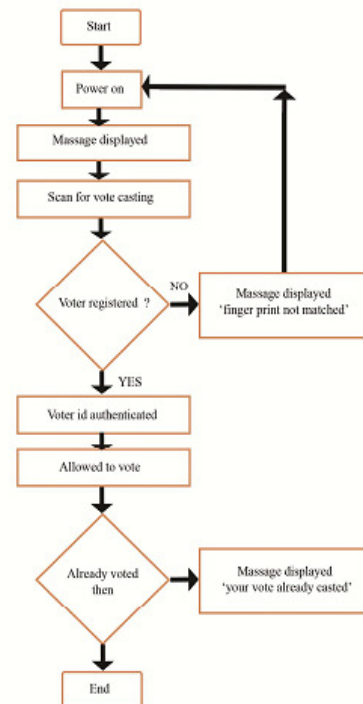 Start
Power on
Massage displayed
Scan for vote casting
Voter registered ?
NO
Massage displayed
‘finger print not matched’
YES
Voter id authenticated
Allowed to vote
Already voted
then
Massage displayed
‘your vote already casted’
End